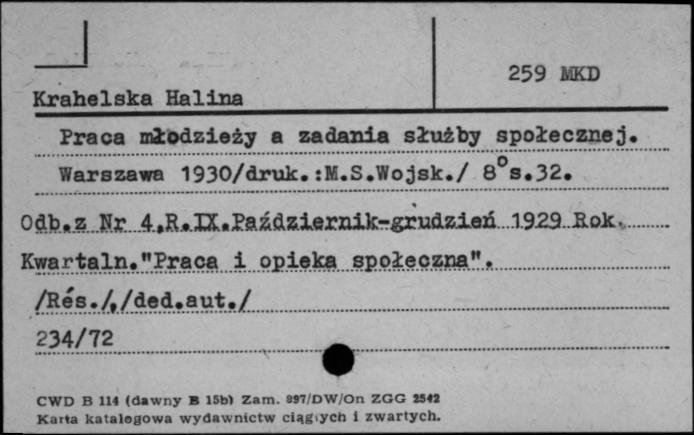 259 MKD
Krahelska Halina
Praca młodzieży a zadania służby społecznej.
Warszawa 1930/druk.:M.S.Wojsk./ 8°s.32.
Odb.z Nr 4,R.IX.Październik-grudzień 1929 Rok
Kwartaln."Praca i opieka społeczna".
/Rés./,/ded.aut./
234/72
CWD B 114 (dawny B 15b) Zam. 997/DW/On ZGG 2542
Karta katalogowa wydawnictw ciągłych i zwartych.